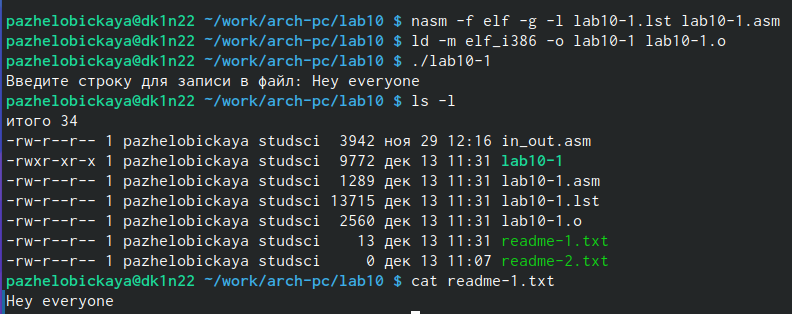 pazhelobickaya@dk1n22 ~/work/arch-pc/lab10 $ nasm -f elf -g -l lab10-1.lst lab10-1.asm
pazhelobickaya@dk1n22 ~/work/arch-pc/lab10 $ ld -m elf_i386 -o lab10-1 lab10-1.o
pazhelobickaya@dk1n22 ~/work/arch-pc/lab10 $ ./lab10-1
Введите строку для записи в файл: Hey everyone
pazhelobickaya@dk1n22 ~/work/arch-pc/lab10 $ ls -l
итого 34
-rw-r--r-- 1 pazhelobickaya studsci  3942 ноя 29 12:16 in_out.asm
-rwxr-xr-x 1 pazhelobickaya studsci  9772 дек 13 11:31 lab10-1
-rw-r--r-- 1 pazhelobickaya studsci  1289 дек 13 11:31 lab10-1.asm
-rw-r--r-- 1 pazhelobickaya studsci 13715 дек 13 11:31 lab10-1.lst
-rw-r--r-- 1 pazhelobickaya studsci  2560 дек 13 11:31 lab10-1.o
-rw-r--r-- 1 pazhelobickaya studsci    13 дек 13 11:31 readme-1.txt
-rw-r--r-- 1 pazhelobickaya studsci     0 дек 13 11:07 readme-2.txt
pazhelobickaya@dk1n22 ~/work/arch-pc/lab10 $ cat readme-1.txt
Hey everyone